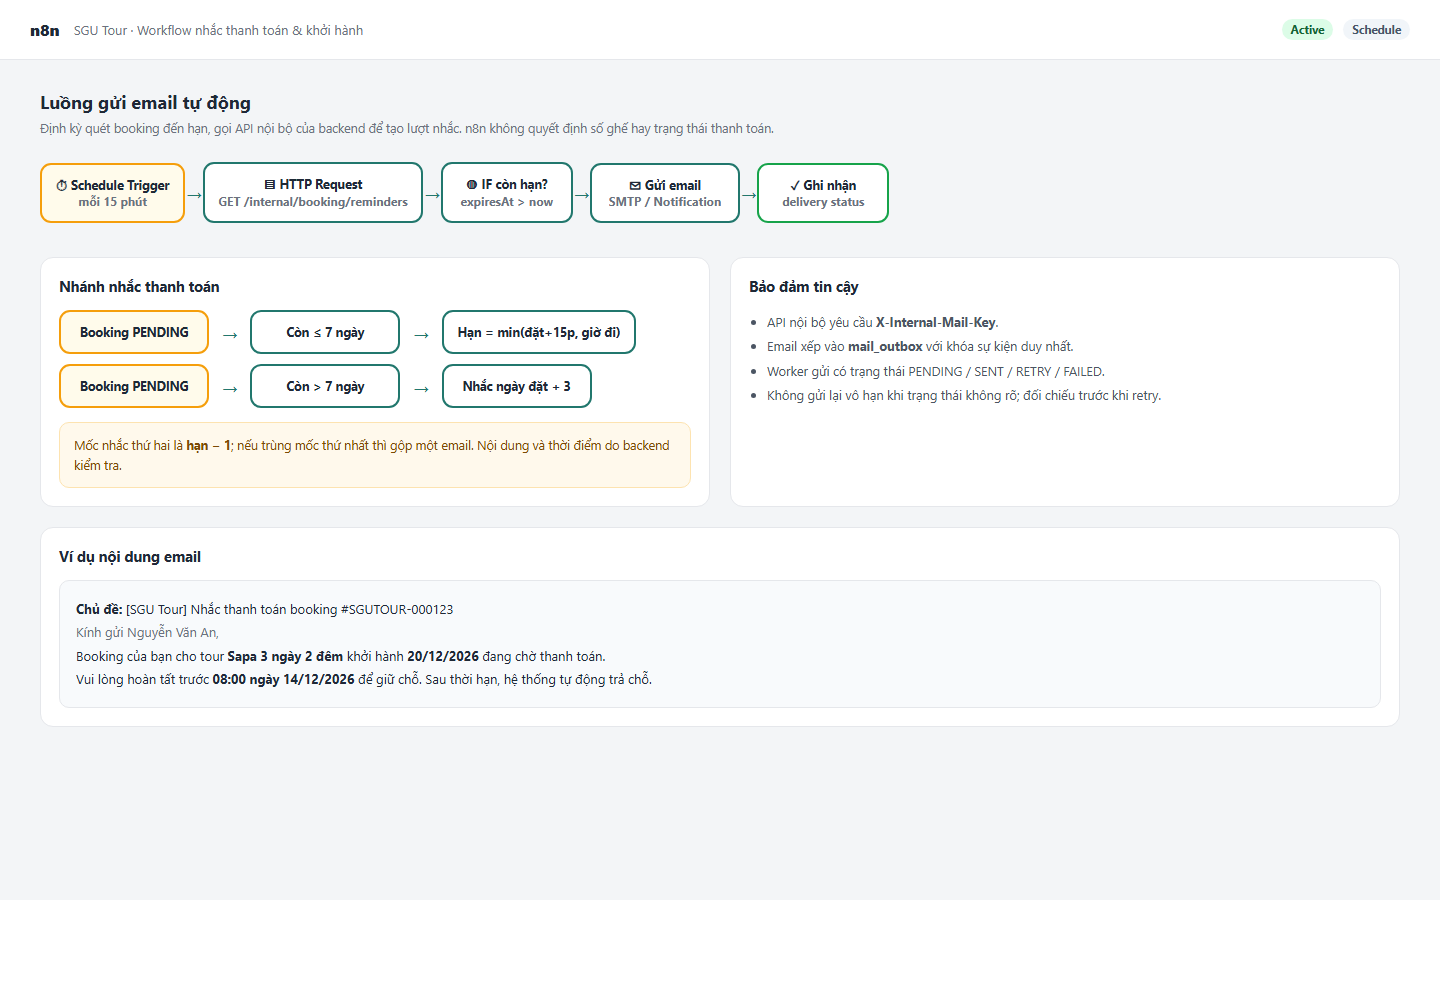 n8n SGU Tour · Workflow nhắc thanh toán & khởi hành Active Schedule
Luồng gửi email tự động
Định kỳ quét booking đến hạn, gọi API nội bộ của backend để tạo lượt nhắc. n8n không quyết định số ghế hay trạng thái thanh toán.
⏱ Schedule Trigger
mỗi 15 phút
→
▤ HTTP Request
GET /internal/booking/reminders
→
◍ IF còn hạn?
expiresAt > now
→
✉ Gửi email
SMTP / Notification
→
✓ Ghi nhận
delivery status
Nhánh nhắc thanh toán
Booking PENDING → Còn ≤ 7 ngày → Hạn = min(đặt+15p, giờ đi)
Booking PENDING → Còn > 7 ngày → Nhắc ngày đặt + 3
Mốc nhắc thứ hai là hạn − 1; nếu trùng mốc thứ nhất thì gộp một email. Nội dung và thời điểm do backend
kiểm tra.
Bảo đảm tin cậy
• API nội bộ yêu cầu X-Internal-Mail-Key.
• Email xếp vào mail_outbox với khóa sự kiện duy nhất.
• Worker gửi có trạng thái PENDING / SENT / RETRY / FAILED.
• Không gửi lại vô hạn khi trạng thái không rõ; đối chiếu trước khi retry.
Ví dụ nội dung email
Chủ đề: [SGU Tour] Nhắc thanh toán booking #SGUTOUR-000123
Kính gửi Nguyễn Văn An,
Booking của bạn cho tour Sapa 3 ngày 2 đêm khởi hành 20/12/2026 đang chờ thanh toán.
Vui lòng hoàn tất trước 08:00 ngày 14/12/2026 để giữ chỗ. Sau thời hạn, hệ thống tự động trả chỗ.